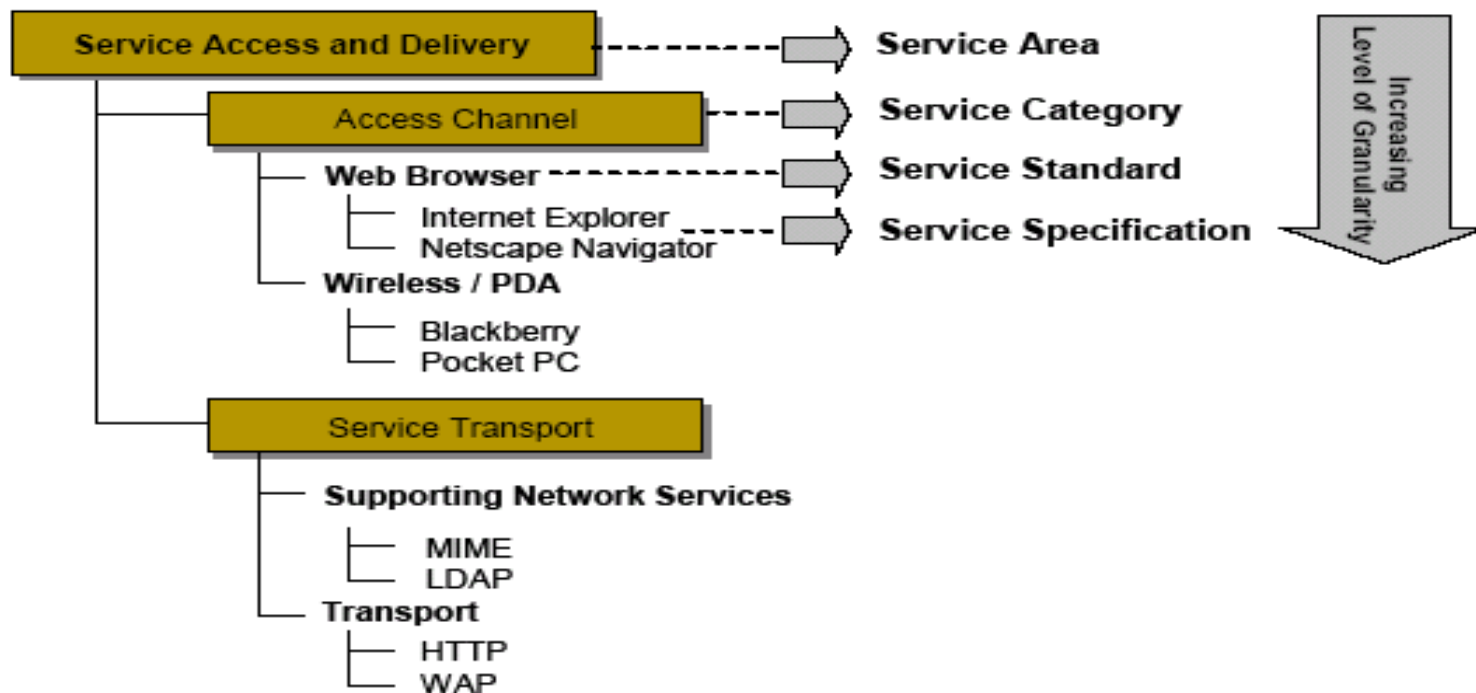 Service Access and Delivery
Service Area
Access Channel
Service Category
Web Browser
Service Standard
Internet Explorer
Netscape Navigator
Service Specification
Wireless / PDA
Blackberry
Pocket PC
Service Transport
Supporting Network Services
MIME
LDAP
Transport
HTTP
WAP
Increasing
Level of Granularity